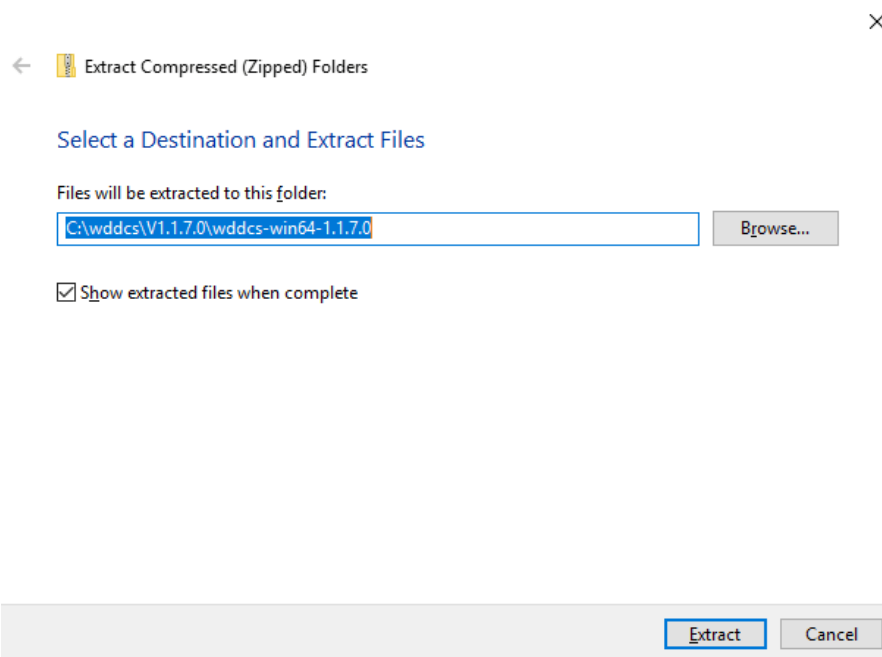 Extract Compressed (Zipped) Folders
Select a Destination and Extract Files
Files will be extracted to this folder:
C:\wddcs\V1.1.7.0\wddcs-win64-1.1.7.0
Browse...
Show extracted files when complete
Extract
Cancel